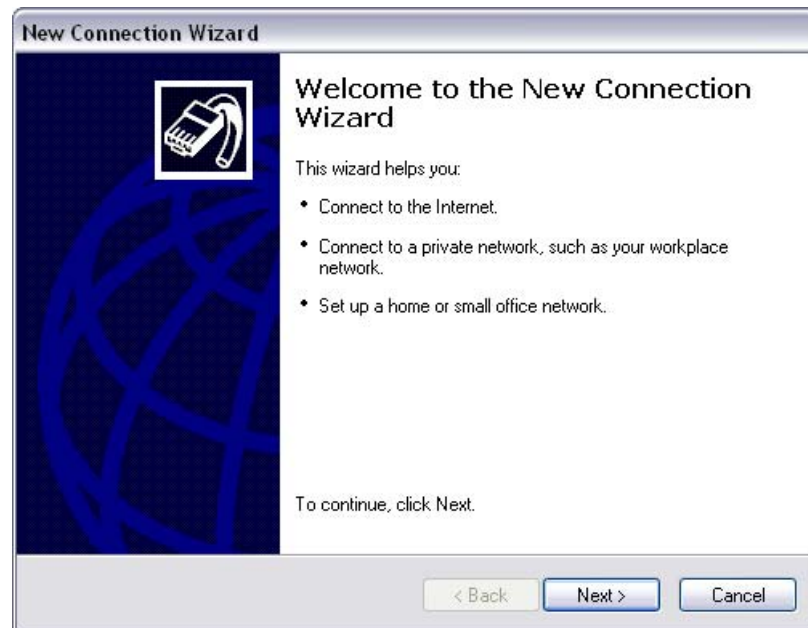 New Connection Wizard
Welcome to the New Connection
Wizard
This wizard helps you:
• Connect to the Internet.
• Connect to a private network, such as your workplace
network.
• Set up a home or small office network.
To continue, click Next.
< Back
Next >
Cancel